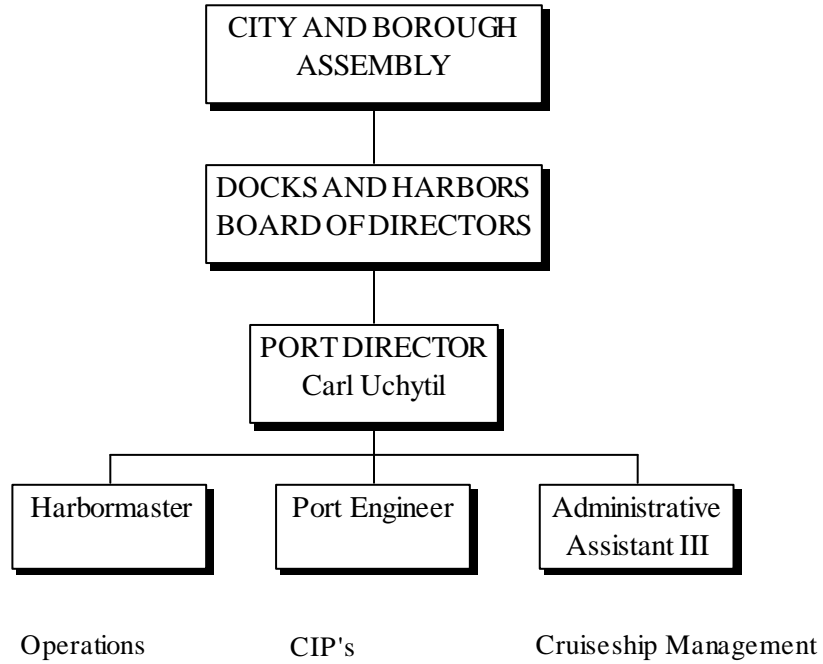 CITY AND BOROUGH
ASSEMBLY
DOCKS AND HARBORS
BOARD OF DIRECTORS
PORT DIRECTOR
Carl Uchytil
Harbormaster
Port Engineer
Administrative
Assistant III
Operations
CIP's
Cruiseship Management